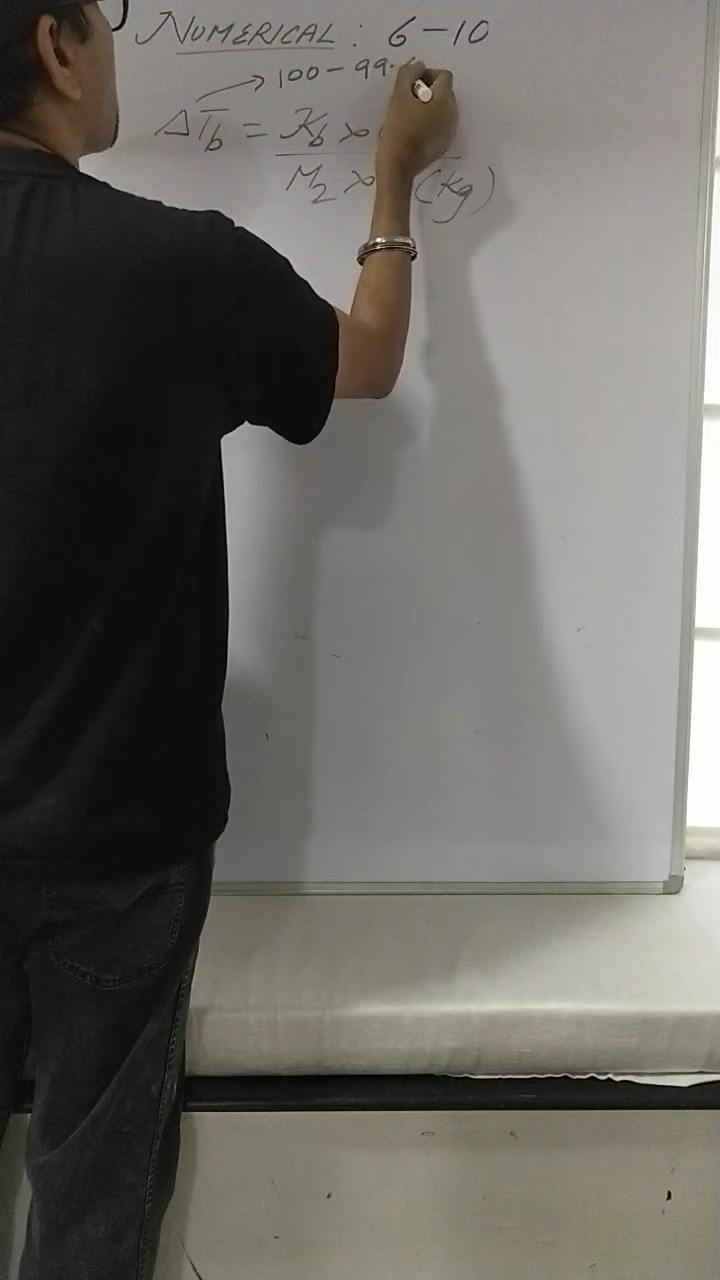 NUMERICAL : 6-10
100-99.
ΔTb = Kb ×
M2 × (Kg)